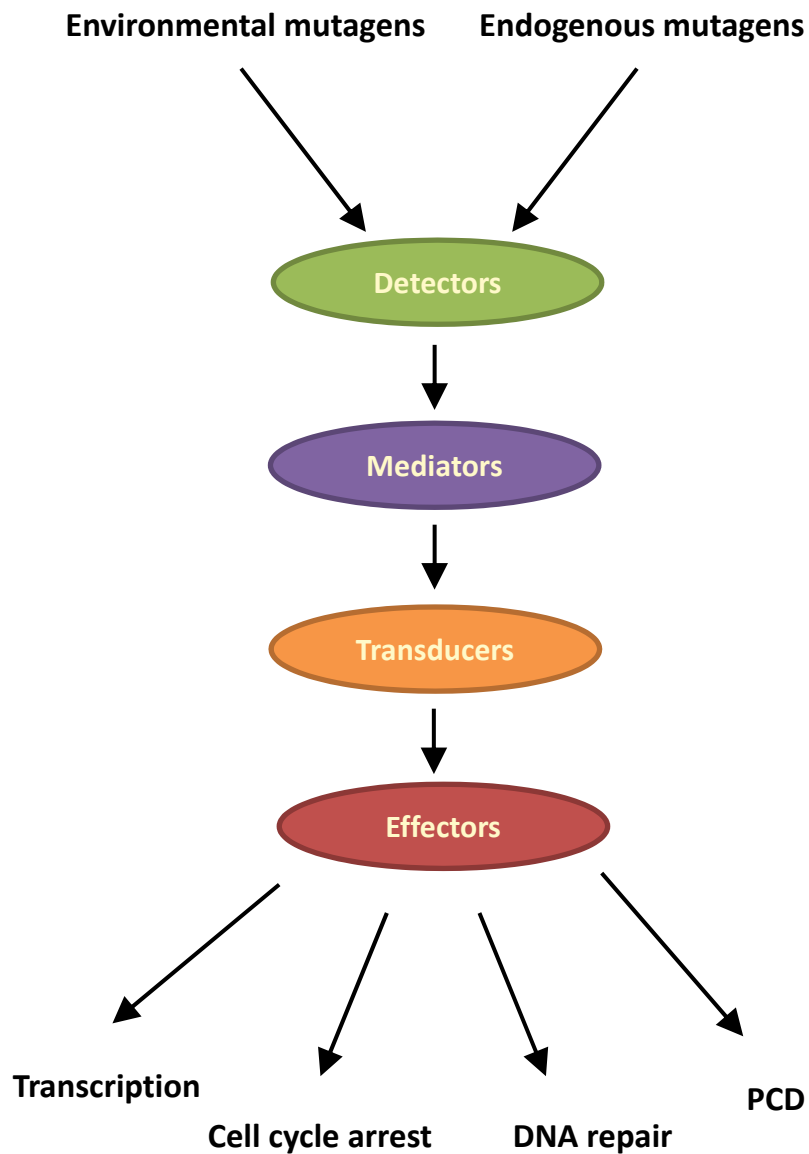 Environmental mutagens
Endogenous mutagens
Detectors
Mediators
Transducers
Effectors
Transcription
Cell cycle arrest
DNA repair
PCD